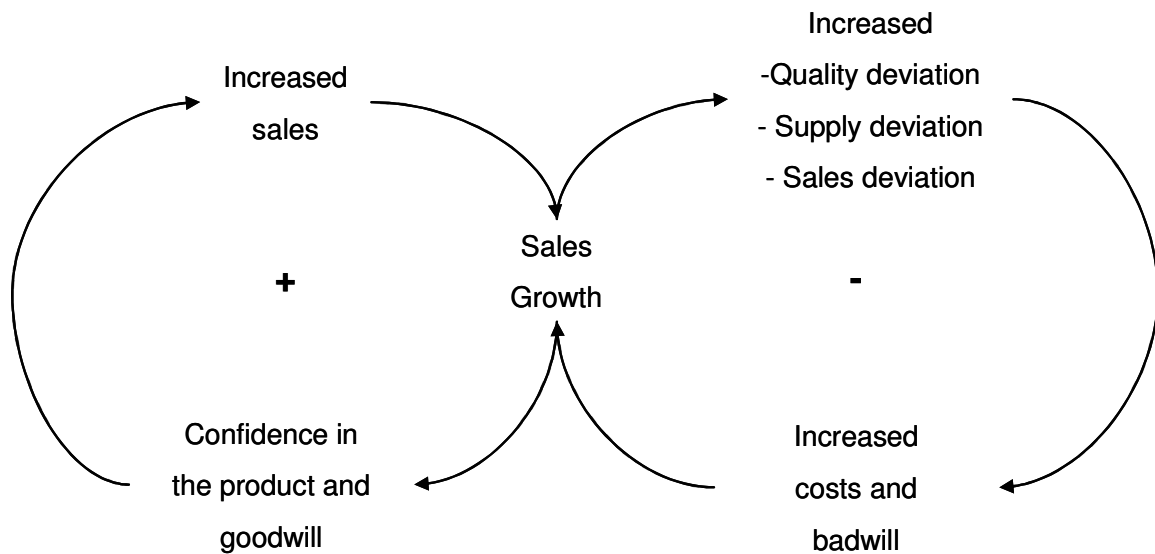 Increased
sales
Increased
-Quality deviation
- Supply deviation
- Sales deviation
Sales
Growth
+
-
Confidence in
the product and
goodwill
Increased
costs and
badwill